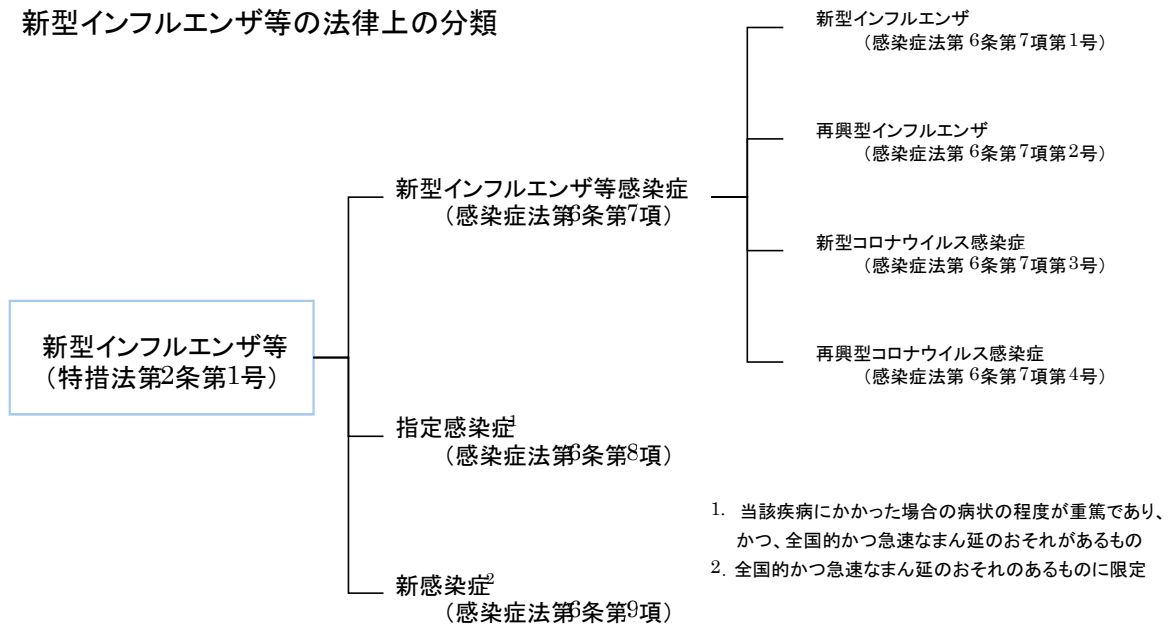 新型インフルエンザ等の法律上の分類
新型インフルエンザ
（感染症法第6条第7項第1号）
再興型インフルエンザ
（感染症法第6条第7項第2号）
新型インフルエンザ等感染症
（感染症法第6条第7項）
新型コロナウイルス感染症
（感染症法第6条第7項第3号）
新型インフルエンザ等
（特措法第2条第1号）
再興型コロナウイルス感染症
（感染症法第6条第7項第4号）
指定感染症1
（感染症法第6条第8項）
1. 当該疾病にかかった場合の病状の程度が重篤であり、
かつ、全国的かつ急速なまん延のおそれがあるもの
2. 全国的かつ急速なまん延のおそれのあるものに限定
新感染症2
（感染症法第6条第9項）